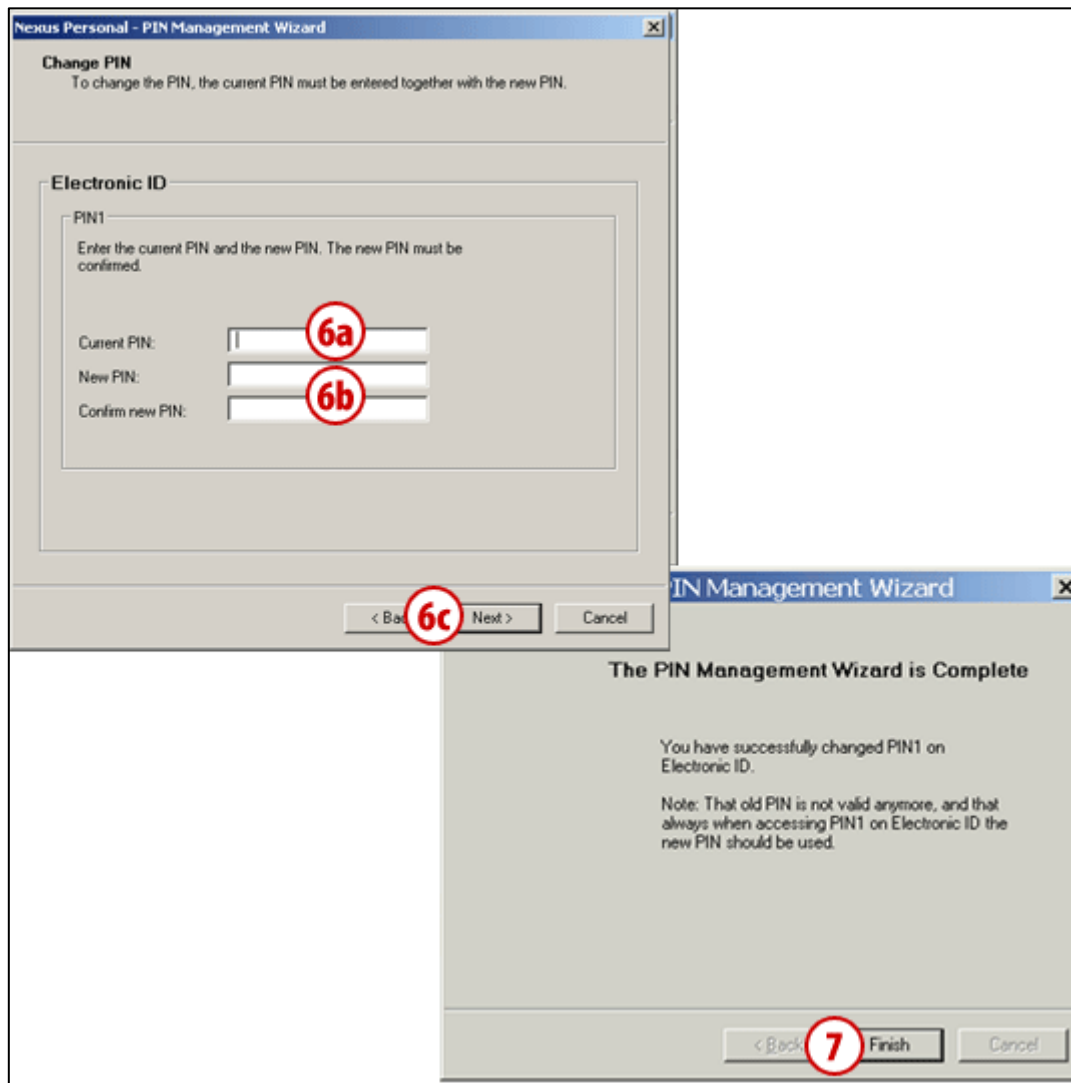 Nexus Personal - PIN Management Wizard
Change PIN
To change the PIN, the current PIN must be entered together with the new PIN.
Electronic ID
PIN1
Enter the current PIN and the new PIN. The new PIN must be
confirmed.
Current PIN:
6a
New PIN:
6b
Confirm new PIN:
< Bac
6c
Next >
Cancel
PIN Management Wizard
The PIN Management Wizard is Complete
You have successfully changed PIN1 on
Electronic ID.
Note: That old PIN is not valid anymore, and that
always when accessing PIN1 on Electronic ID the
new PIN should be used.
< Back
7
Finish
Cancel